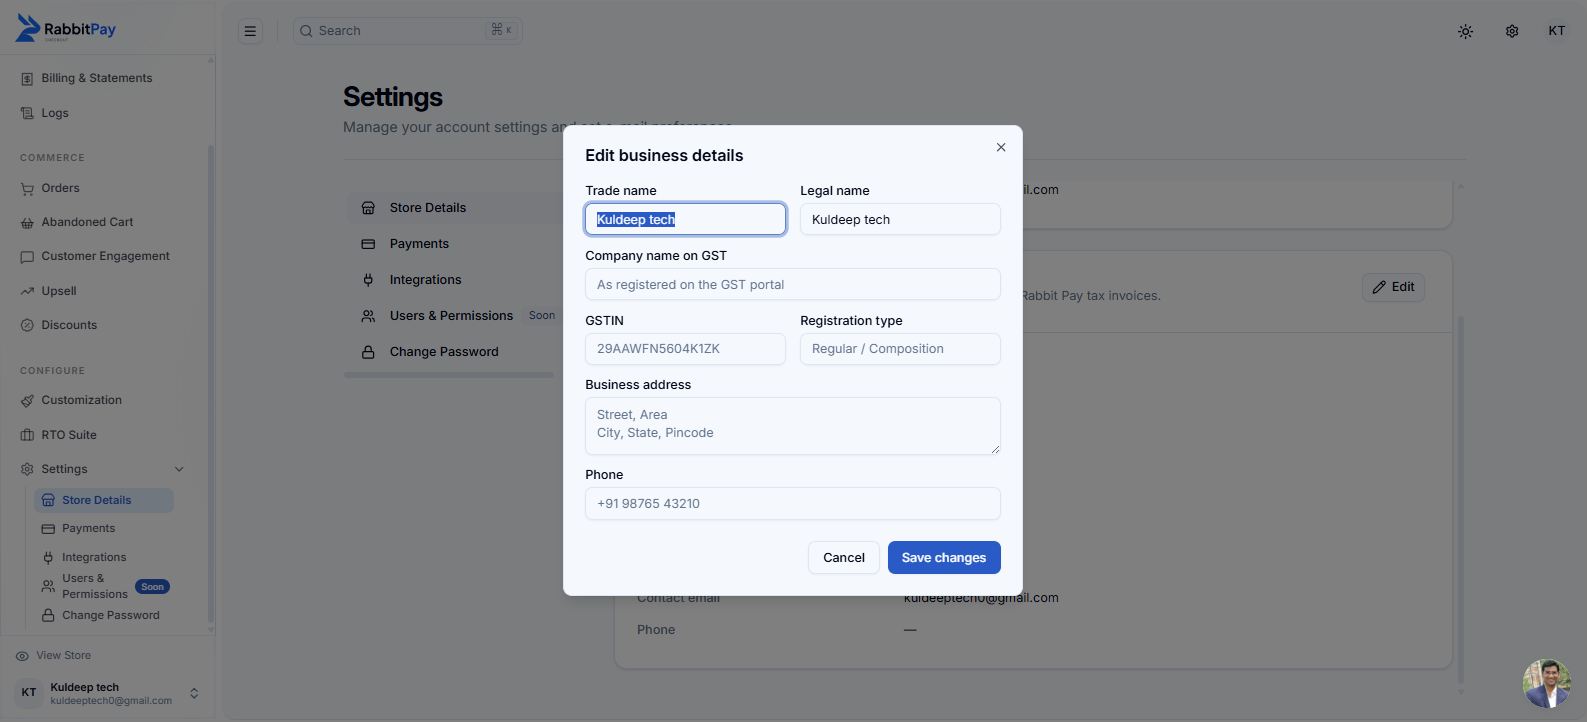 RabbitPay
Search
⌘ K
KT
Billing & Statements
Logs
COMMERCE
Orders
Abandoned Cart
Customer Engagement
Upsell
Discounts
CONFIGURE
Customization
RTO Suite
Settings
Store Details
Payments
Integrations
Users & Permissions
Soon
Change Password
View Store
KT
Kuldeep tech
kuldeeptech0@gmail.com
Settings
Manage your account settings and
Store Details
Payments
Integrations
Users & Permissions Soon
Change Password
il.com
Rabbit Pay tax invoices.
Edit
Edit business details
Trade name
Kuldeep tech
Legal name
Kuldeep tech
Company name on GST
As registered on the GST portal
GSTIN
29AAWFN5604K1ZK
Registration type
Regular / Composition
Business address
Street, Area
City, State, Pincode
Phone
+91 98765 43210
Cancel
Save changes
Contact email
kuldeeptech0@gmail.com
Phone
—